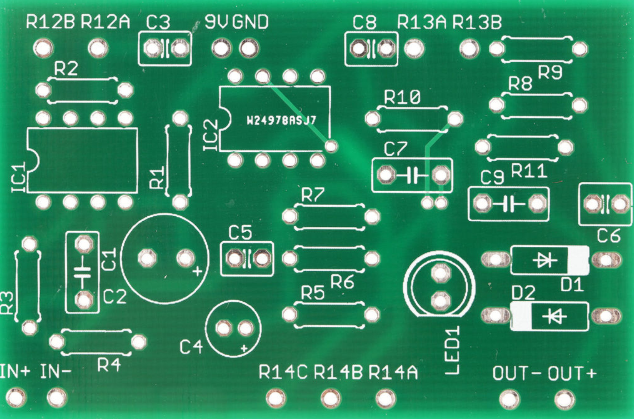 R12B R12A C3 9V GND C8 R13A R13B
R2
R9
R10
R8
IC1
R1
IC2
W24978ASJ7
C7
R11
C9
R7
C6
C1
C5
R6
D1
R3
C2
R5
D2
C4
+
+
LED1
R4
IN+ IN-
R14C R14B R14A
OUT- OUT+